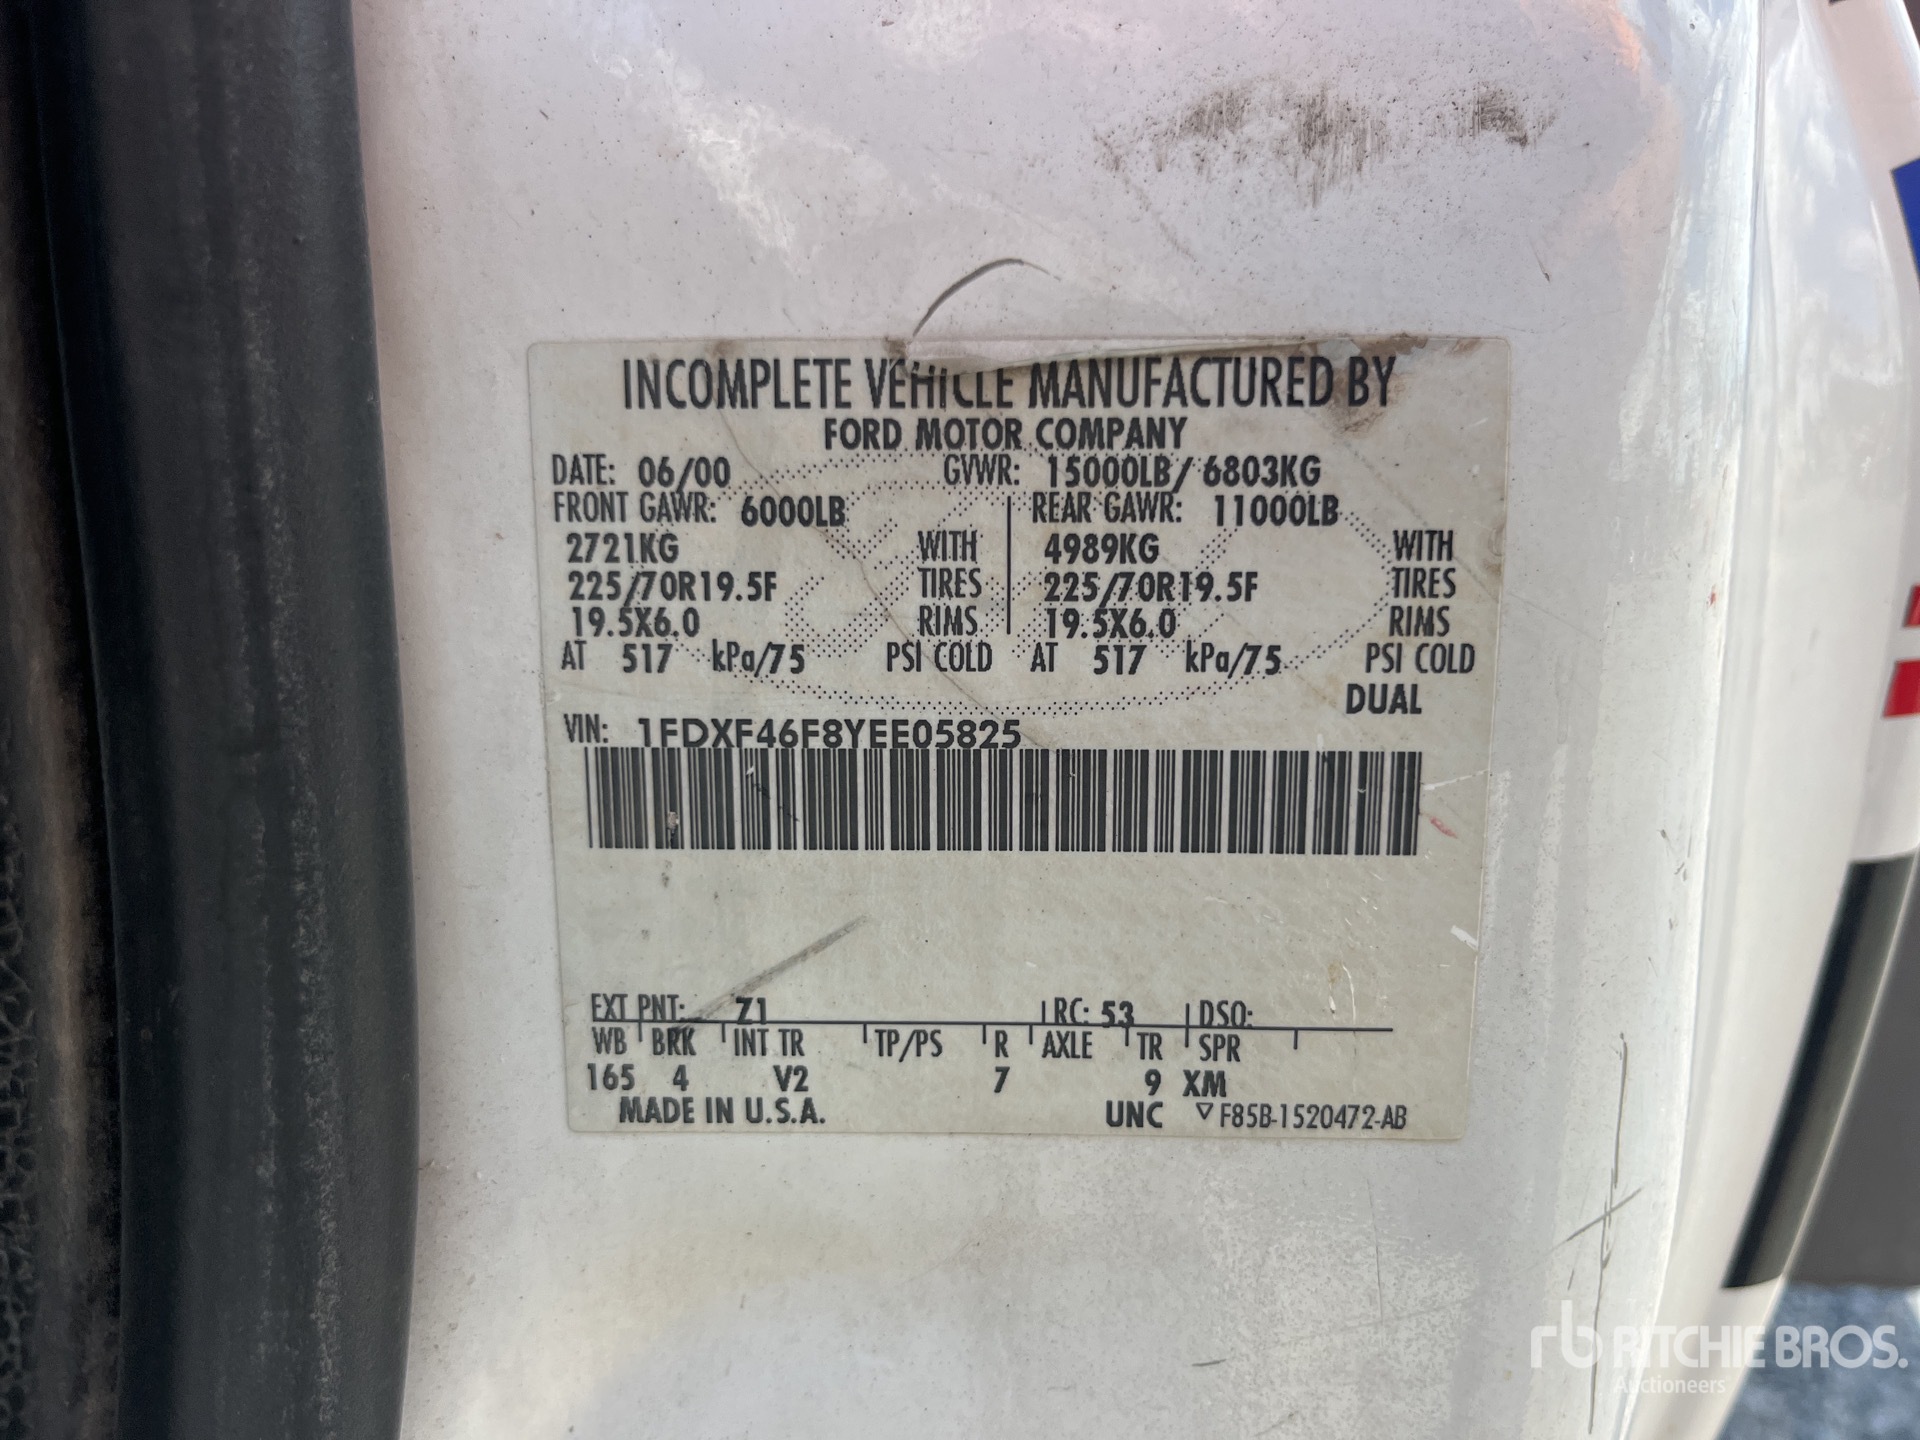 INCOMPLETE VEHICLE MANUFACTURED BY
FORD MOTOR COMPANY
DATE: 06/00 GVWR: 15000LB/ 6803KG
FRONT GAWR: 6000LB REAR GAWR: 11000LB
2721KG WITH 4989KG WITH
225/70R19.5F TIRES 225/70R19.5F TIRES
19.5X6.0 RIMS 19.5X6.0 RIMS
AT 517 kPa/75 PSI COLD AT 517 kPa/75 PSI COLD
DUAL
VIN: 1FDXF46F8YEE05825
EXT PNT: Z1 RC: 53 DSO:
WB BRK INT TR TP/PS R AXLE TR SPR
165 4 V2 7 9 XM
MADE IN U.S.A. UNC ▽ F85B-1520472-AB
rb RITCHIE BROS.
Auctioneers